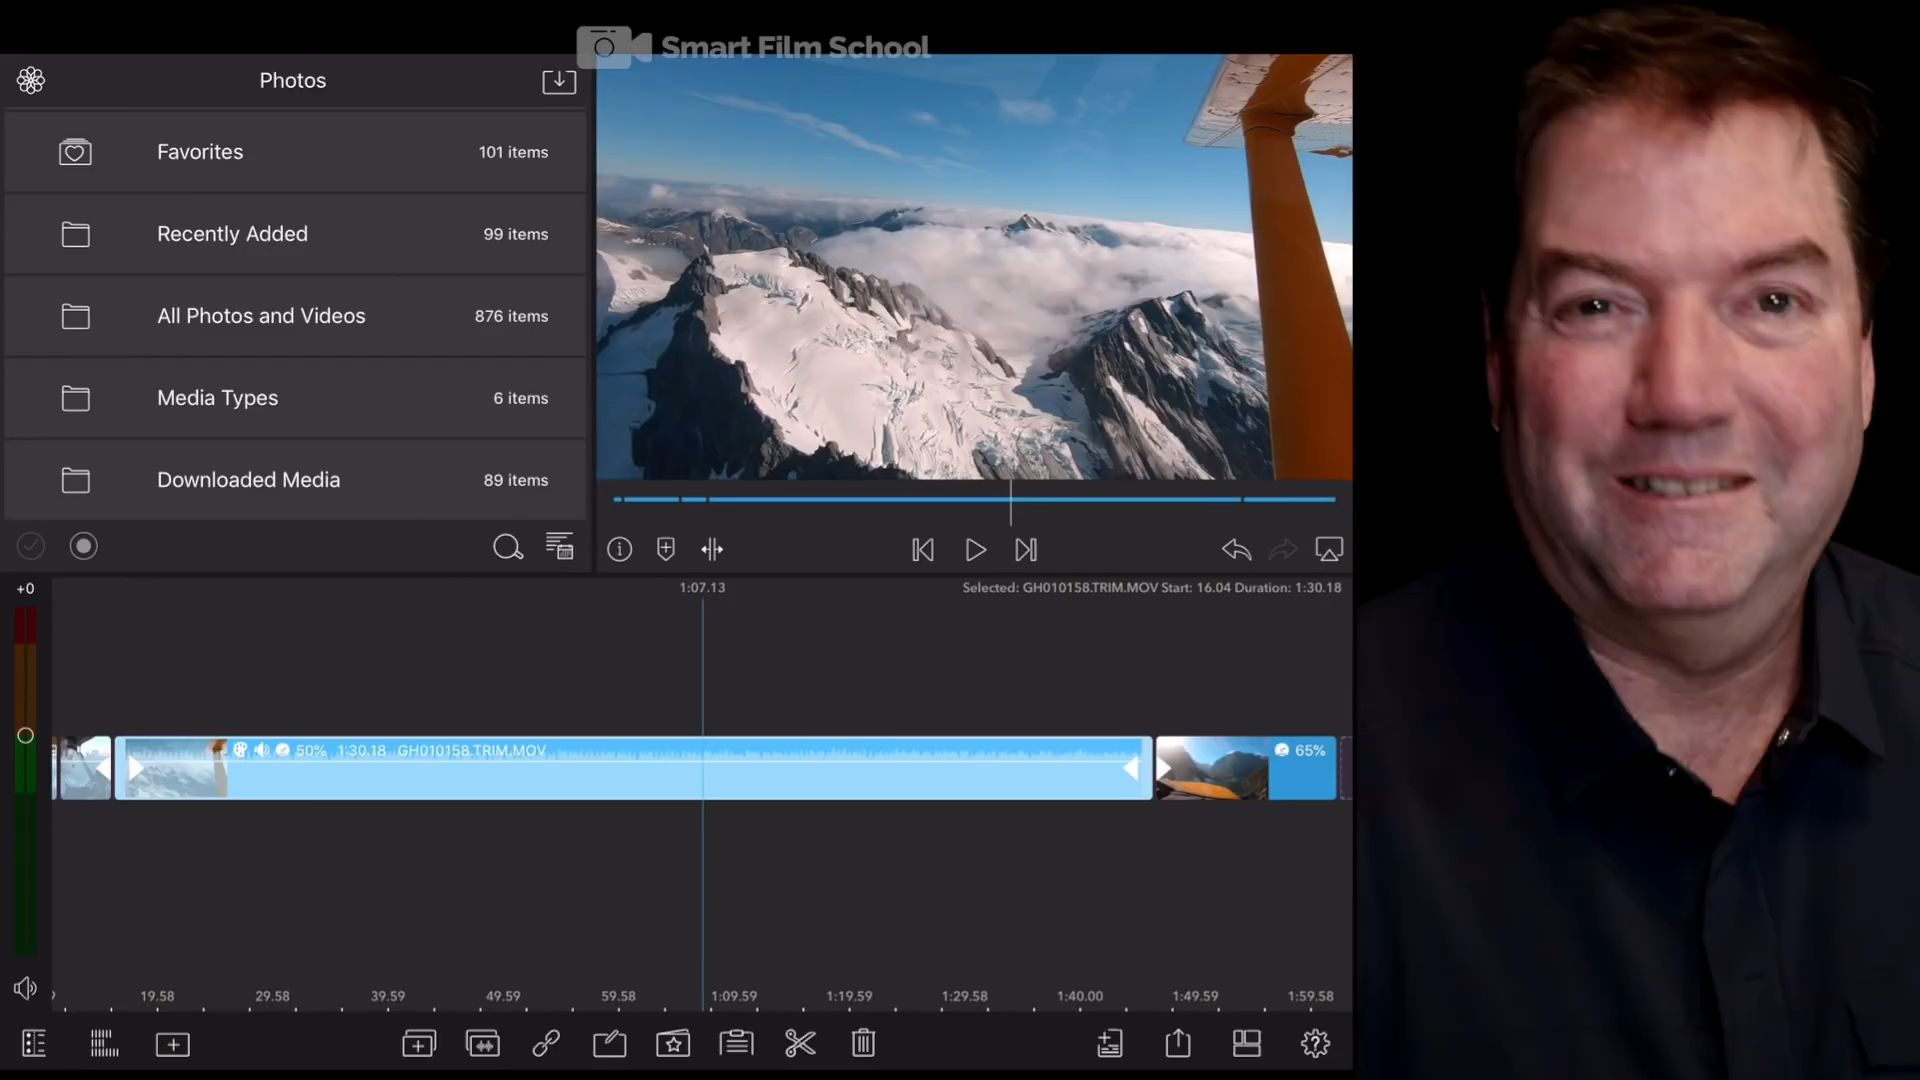 Smart Film School
Photos
Favorites 101 items
Recently Added 99 items
All Photos and Videos 876 items
Media Types 6 items
Downloaded Media 89 items
+0
1:07.13
Selected: GH010158.TRIM.MOV Start: 16.04 Duration: 1:30.18
50% 1:30.18 GH010158.TRIM.MOV
65%
19.58 29.58 39.59 49.59 59.58 1:09.59 1:19.59 1:29.58 1:40.00 1:49.59 1:59.58